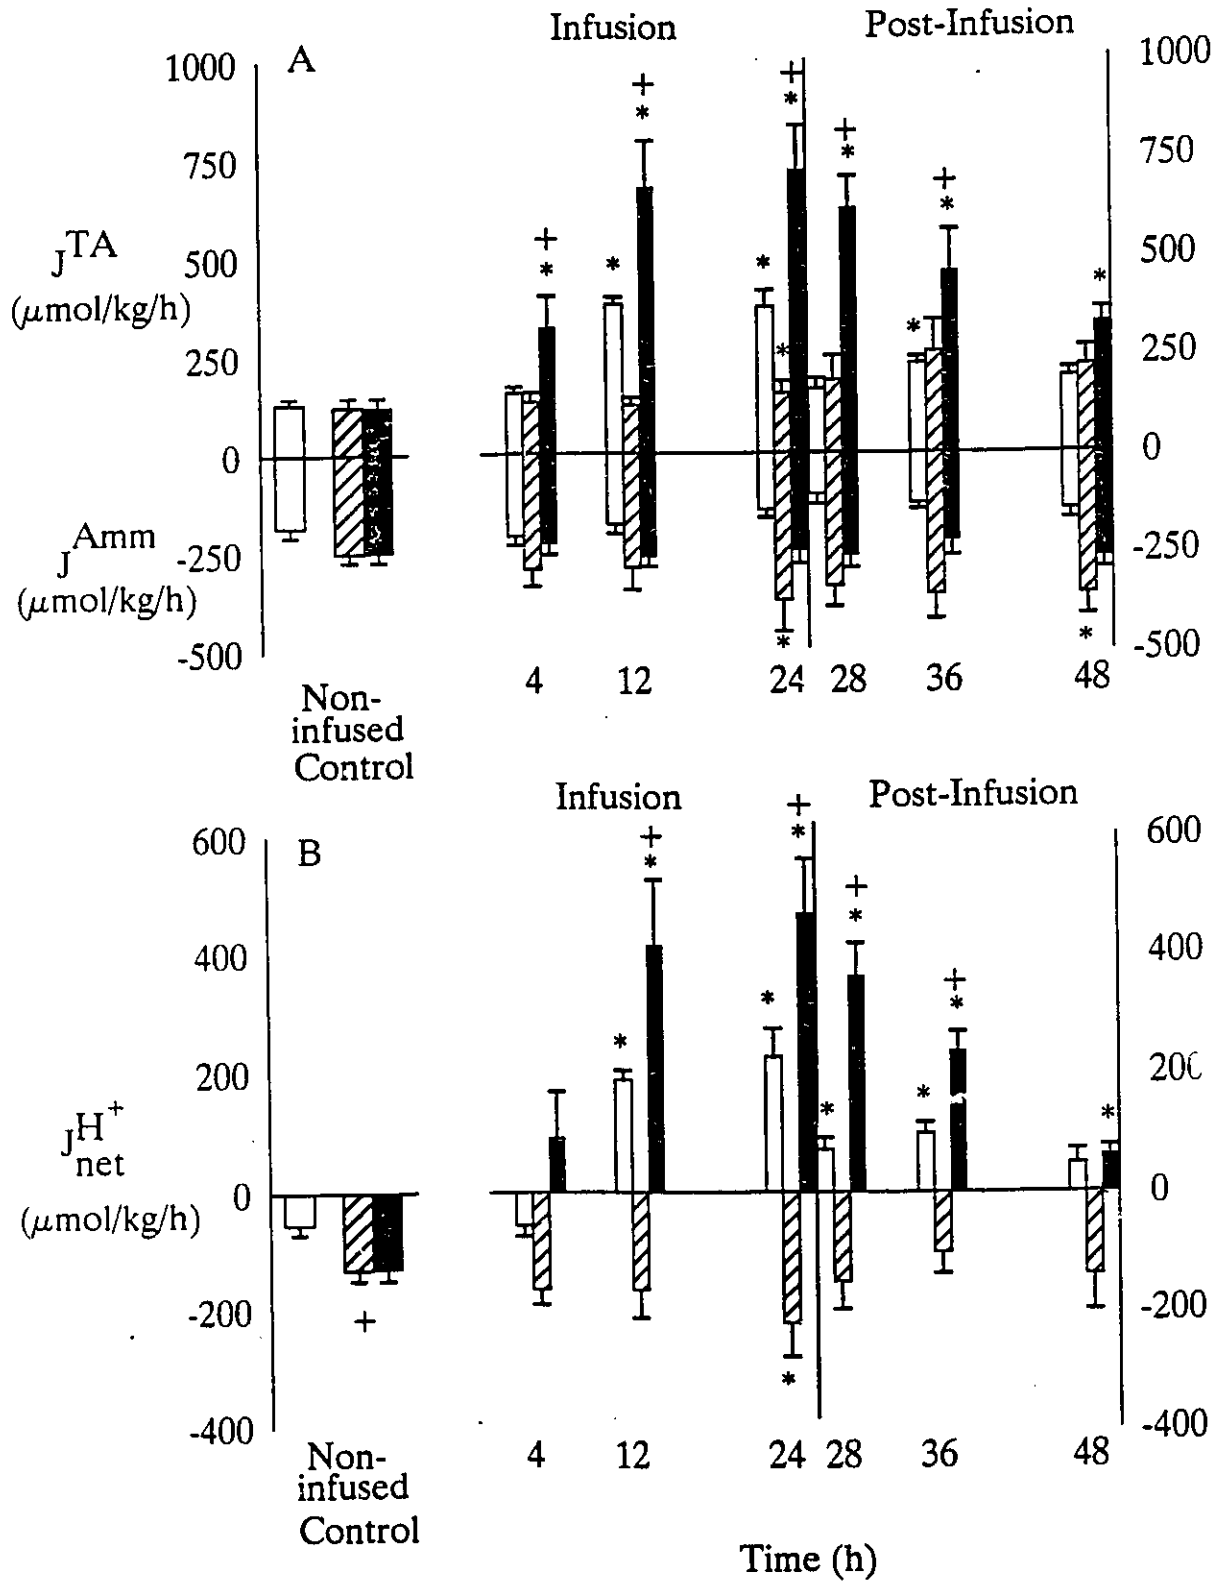 Infusion Post-Infusion
A
1000 1000
750 750
J^TA
500 500
(μmol/kg/h)
250 250
0 0
J^Amm
-250 -250
(μmol/kg/h)
-500 -500
4 12 24 28 36 48
Non-
infused
Control
Infusion Post-Infusion
B
600 600
400 400
200 200
J^H+ net
(μmol/kg/h)
0 0
-200 -200
-400 -400
4 12 24 28 36 48
Non-
infused
Control
Time (h)